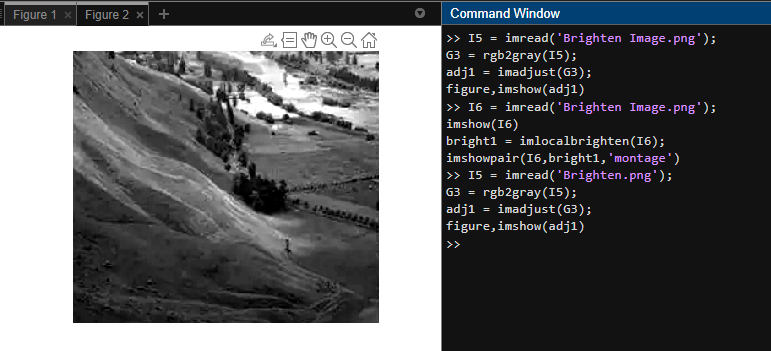 Figure 1 × Figure 2 × +
Command Window
>> I5 = imread('Brighten Image.png');
G3 = rgb2gray(I5);
adj1 = imadjust(G3);
figure,imshow(adj1)
>> I6 = imread('Brighten Image.png');
imshow(I6)
bright1 = imlocalbrighten(I6);
imshowpair(I6,bright1,'montage')
>> I5 = imread('Brighten.png');
G3 = rgb2gray(I5);
adj1 = imadjust(G3);
figure,imshow(adj1)
>>